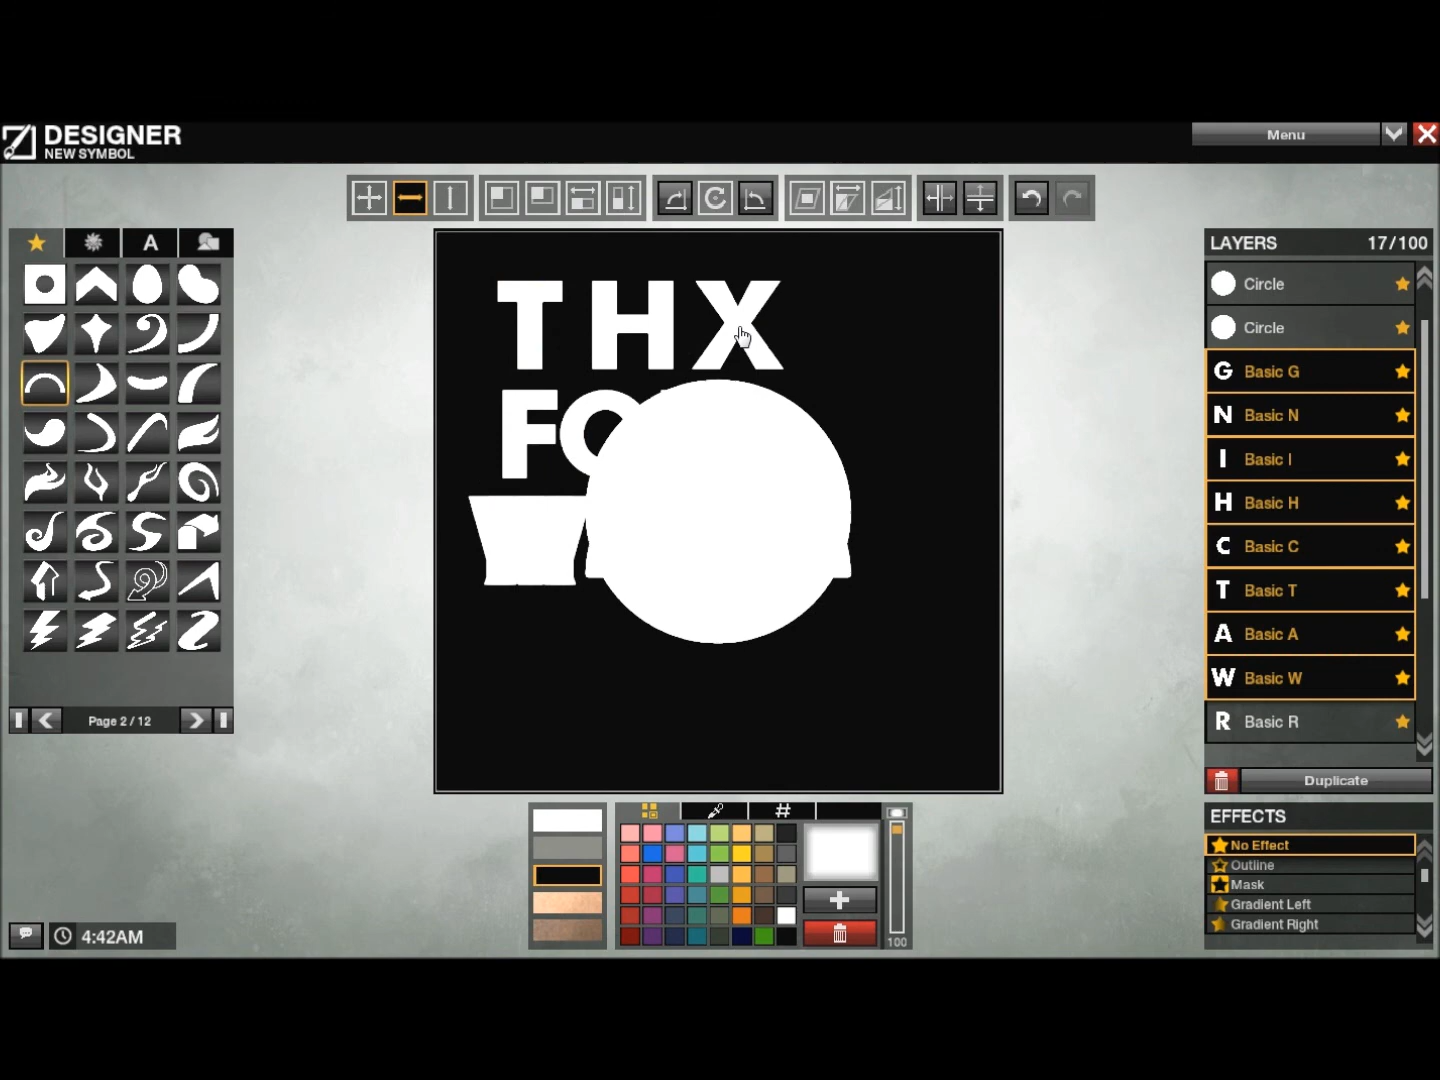 DESIGNER
NEW SYMBOL
Menu
A
LAYERS 17/100
Circle
Circle
G Basic G
N Basic N
I Basic I
H Basic H
C Basic C
T Basic T
A Basic A
W Basic W
R Basic R
Duplicate
THX
FO
Page 2 / 12
#
100
EFFECTS
No Effect
Outline
Mask
Gradient Left
Gradient Right
4:42AM